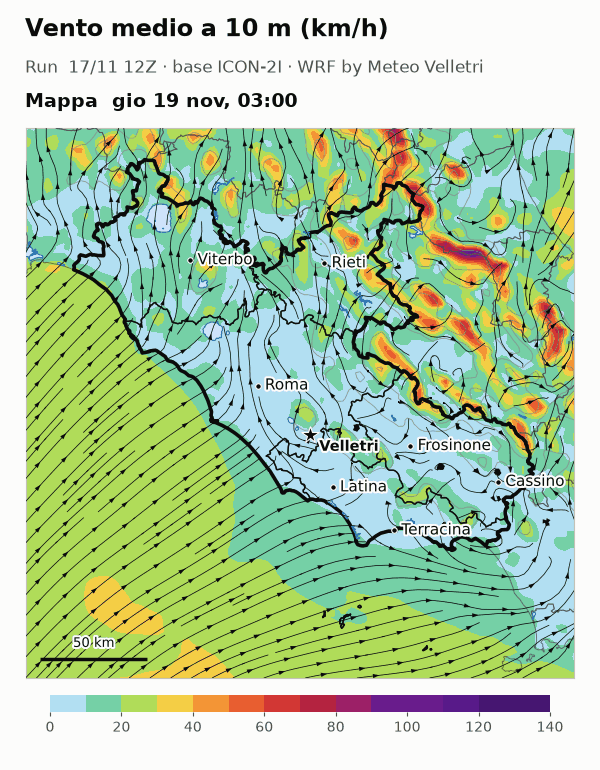 Vento medio a 10 m (km/h)
Run 17/11 12Z · base ICON-2I · WRF by Meteo Velletri
Mappa gio 19 nov, 03:00
Viterbo
Rieti
Roma
Velletri
Frosinone
Latina
Cassino
Terracina
50 km
0 20 40 60 80 100 120 140